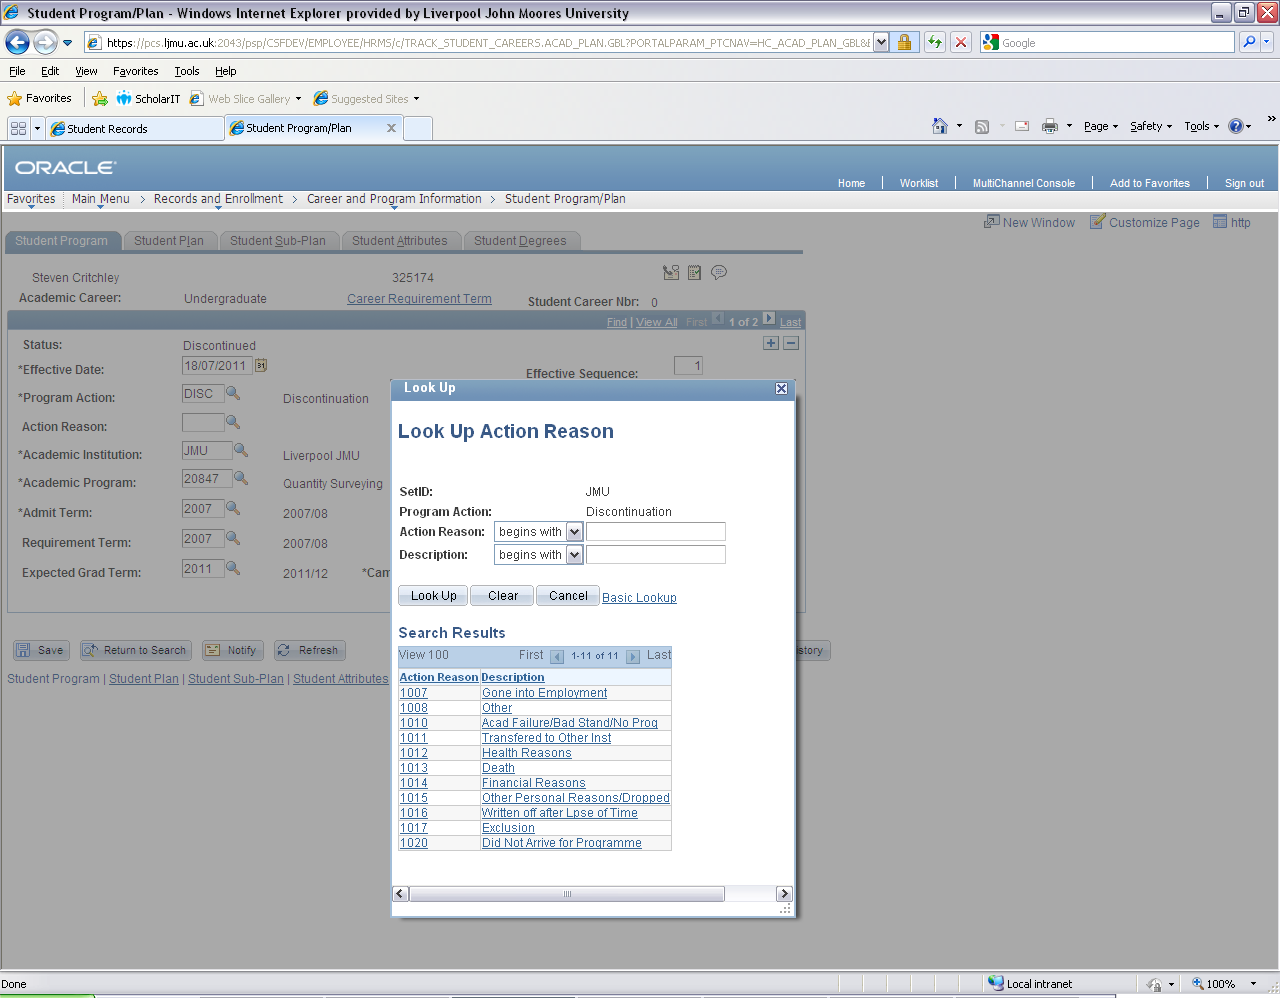 Student Program/Plan - Windows Internet Explorer provided by Liverpool John Moores University
https://pcs.ljmu.ac.uk:2043/psp/CSFDEV/EMPLOYEE/HRMS/c/TRACK_STUDENT_CAREERS.ACAD_PLAN.GBL?PORTALPARAM_PTCNAV=HC_ACAD_PLAN_GBL&E
Google
File Edit View Favorites Tools Help
Favorites ScholarIT Web Slice Gallery Suggested Sites
Student Records Student Program/Plan X Page Safety Tools »
ORACLE
Home Worklist MultiChannel Console Add to Favorites Sign out
Favorites Main Menu > Records and Enrollment > Career and Program Information > Student Program/Plan
New Window Customize Page http
Student Program Student Plan Student Sub-Plan Student Attributes Student Degrees
Steven Critchley 325174
Academic Career: Undergraduate Career Requirement Term Student Career Nbr: 0
Find | View All First 1 of 2 Last
Status: Discontinued
*Effective Date: 18/07/2011 31 Effective Sequence: 1
*Program Action: DISC Discontinuation
Action Reason:
*Academic Institution: JMU Liverpool JMU
*Academic Program: 20847 Quantity Surveying
*Admit Term: 2007 2007/08
Requirement Term: 2007 2007/08
Expected Grad Term: 2011 2011/12 *Cam
Save Return to Search Notify Refresh istory
Student Program | Student Plan | Student Sub-Plan | Student Attributes
Look Up
Look Up Action Reason
SetID: JMU
Program Action: Discontinuation
Action Reason: begins with
Description: begins with
Look Up Clear Cancel Basic Lookup
Search Results
View 100 First 1-11 of 11 Last
Action Reason Description
1007 Gone into Employment
1008 Other
1010 Acad Failure/Bad Stand/No Prog
1011 Transfered to Other Inst
1012 Health Reasons
1013 Death
1014 Financial Reasons
1015 Other Personal Reasons/Dropped
1016 Written off after Lpse of Time
1017 Exclusion
1020 Did Not Arrive for Programme
Done Local intranet 100%